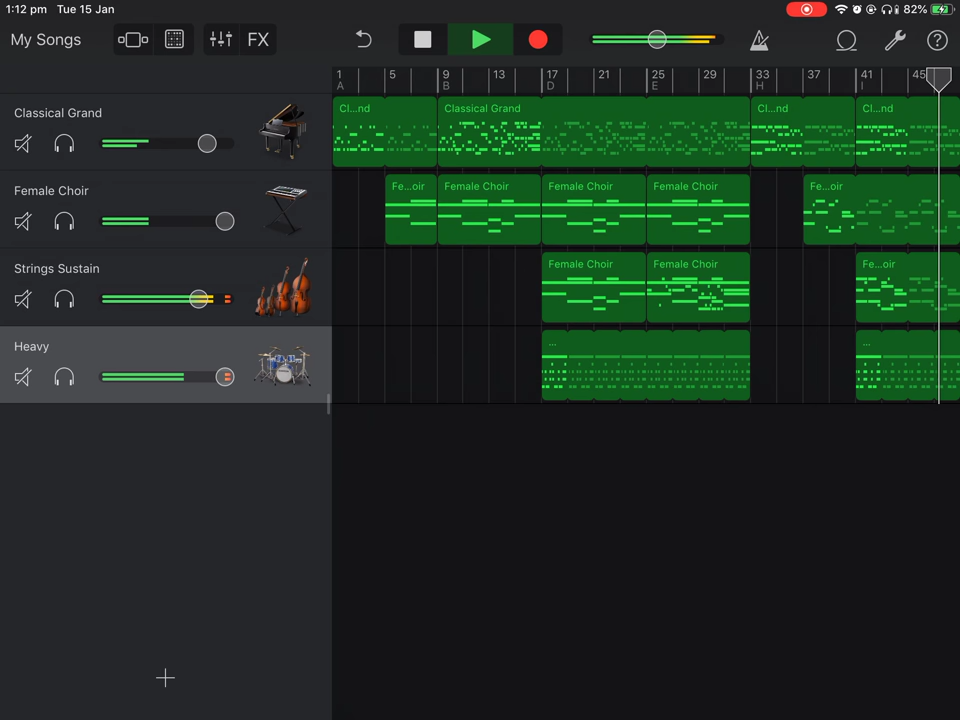 1:12 pm Tue 15 Jan
82%
My Songs FX
1 5 9 13 17 21 25 29 33 37 41 45
A B D E H I
Classical Grand
Cl...nd Classical Grand Cl...nd Cl...nd
Female Choir
Fe...oir Female Choir Female Choir Female Choir Fe...oir
Strings Sustain
Female Choir Female Choir Fe...oir
Heavy
... ...